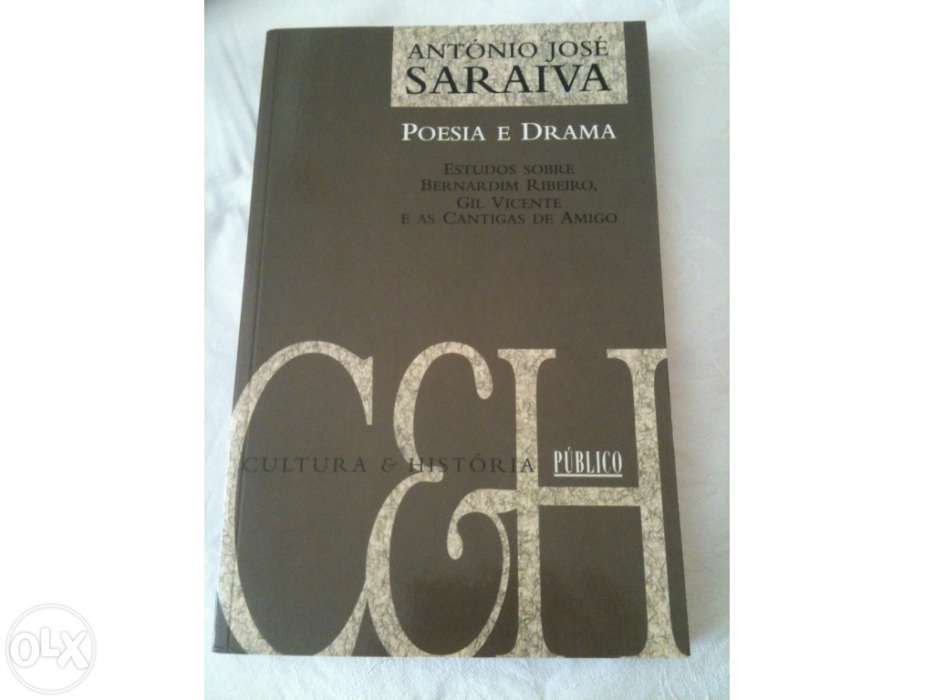 ANTÓNIO JOSÉ
SARAIVA
POESIA E DRAMA
ESTUDOS SOBRE
BERNARDIM RIBEIRO,
GIL VICENTE
E AS CANTIGAS DE AMIGO
C&H
CULTURA & HISTÓRIA PÚBLICO
OLX